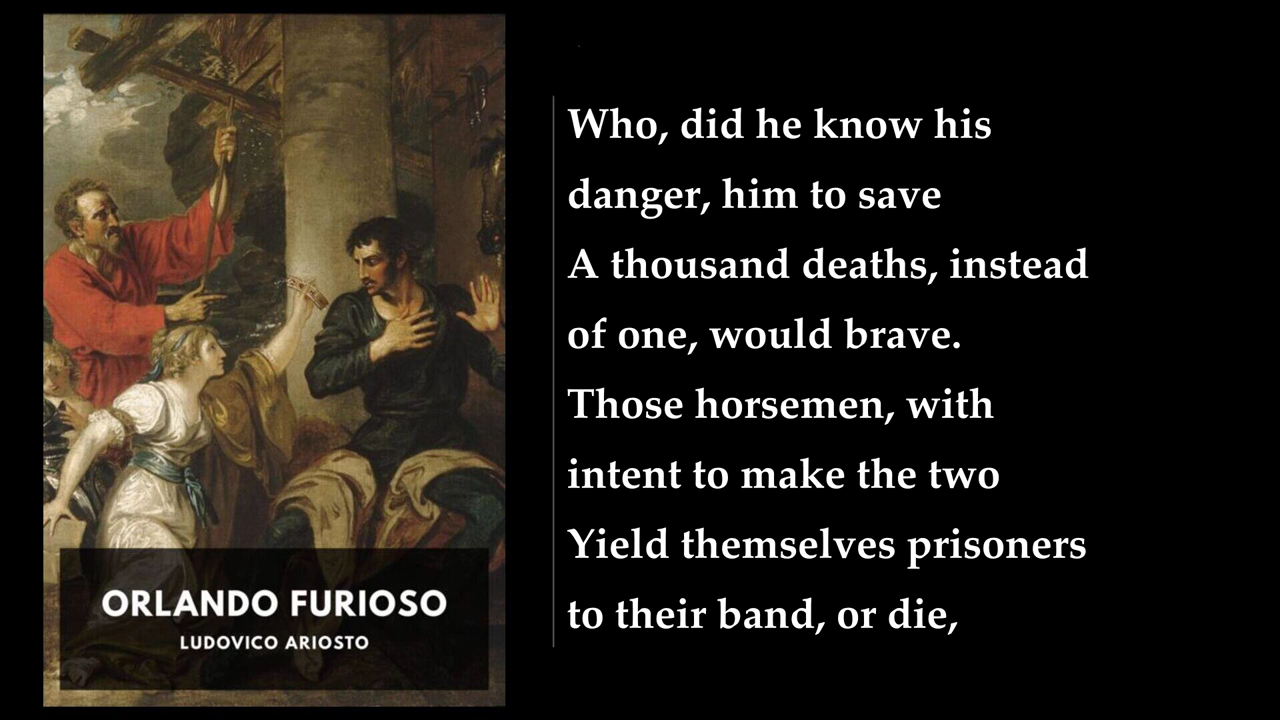 ORLANDO FURIOSO
LUDOVICO ARIOSTO
Who, did he know his
danger, him to save
A thousand deaths, instead
of one, would brave.
Those horsemen, with
intent to make the two
Yield themselves prisoners
to their band, or die,